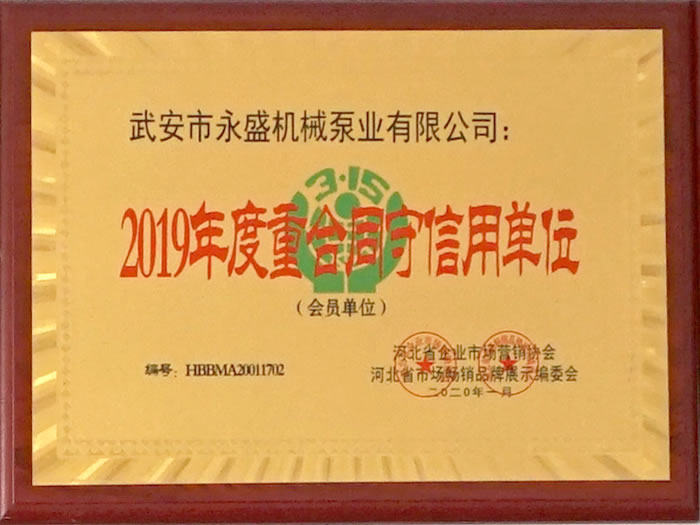 武安市永盛机械泵业有限公司：
3·15
2019年度重合同守信用单位
（会员单位）
编号：HBBMA20011702
河北省企业市场营销协会
河北省市场畅销品牌展示编委会
二〇二〇年一月